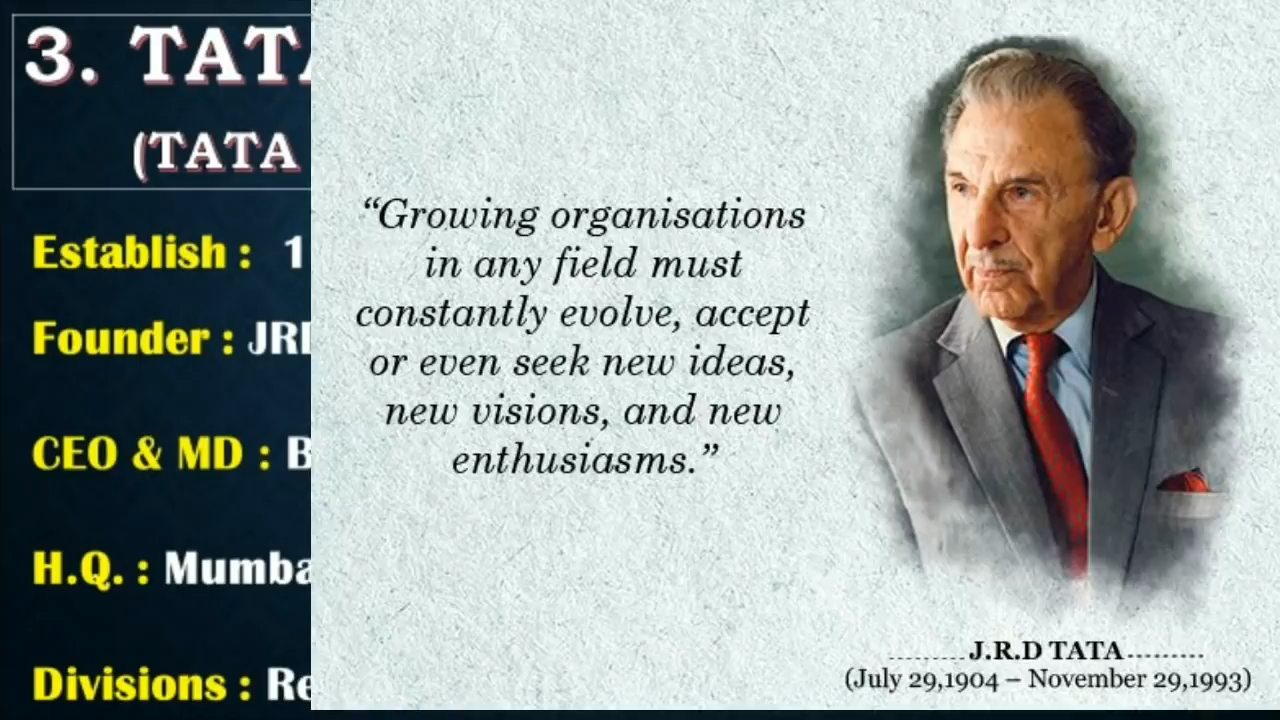 3. TATA
(TATA
Establish : 1
Founder : JRD
CEO & MD : B
H.Q. : Mumba
Divisions : Re
“Growing organisations
in any field must
constantly evolve, accept
or even seek new ideas,
new visions, and new
enthusiasms.”
J.R.D TATA
(July 29,1904 – November 29,1993)